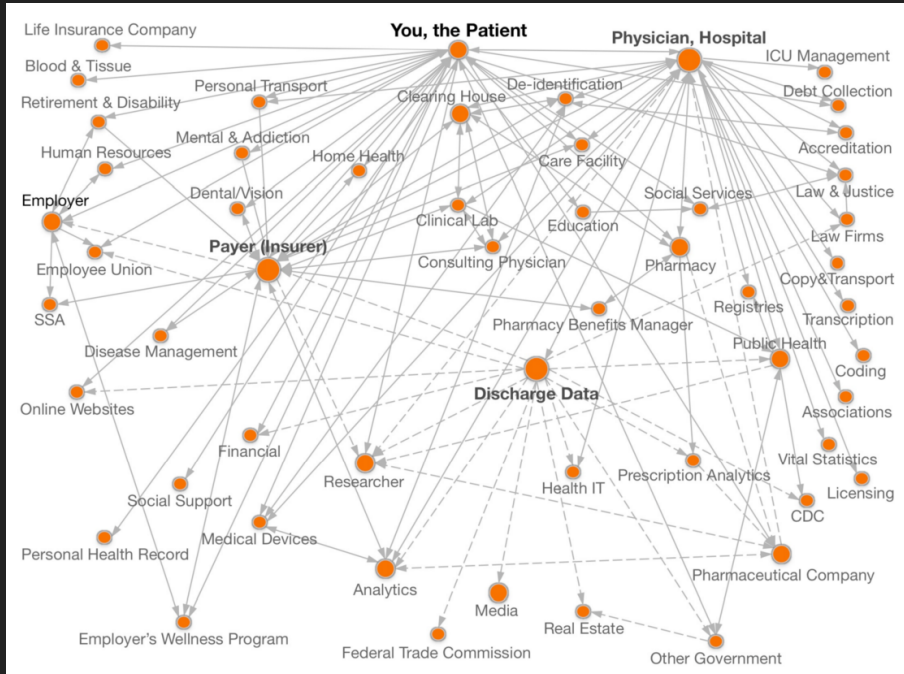 Life Insurance Company
You, the Patient
Physician, Hospital
ICU Management
Blood & Tissue
Personal Transport
De-identification
Debt Collection
Clearing House
Retirement & Disability
Mental & Addiction
Accreditation
Human Resources
Home Health
Care Facility
Dental/Vision
Social Services
Law & Justice
Employer
Clinical Lab
Education
Law Firms
Payer (Insurer)
Employee Union
Consulting Physician
Pharmacy
Copy&Transport
SSA
Pharmacy Benefits Manager
Registries
Transcription
Disease Management
Public Health
Coding
Discharge Data
Online Websites
Associations
Financial
Vital Statistics
Researcher
Health IT
Prescription Analytics
Licensing
Social Support
CDC
Personal Health Record
Medical Devices
Pharmaceutical Company
Analytics
Media
Real Estate
Employer's Wellness Program
Federal Trade Commission
Other Government